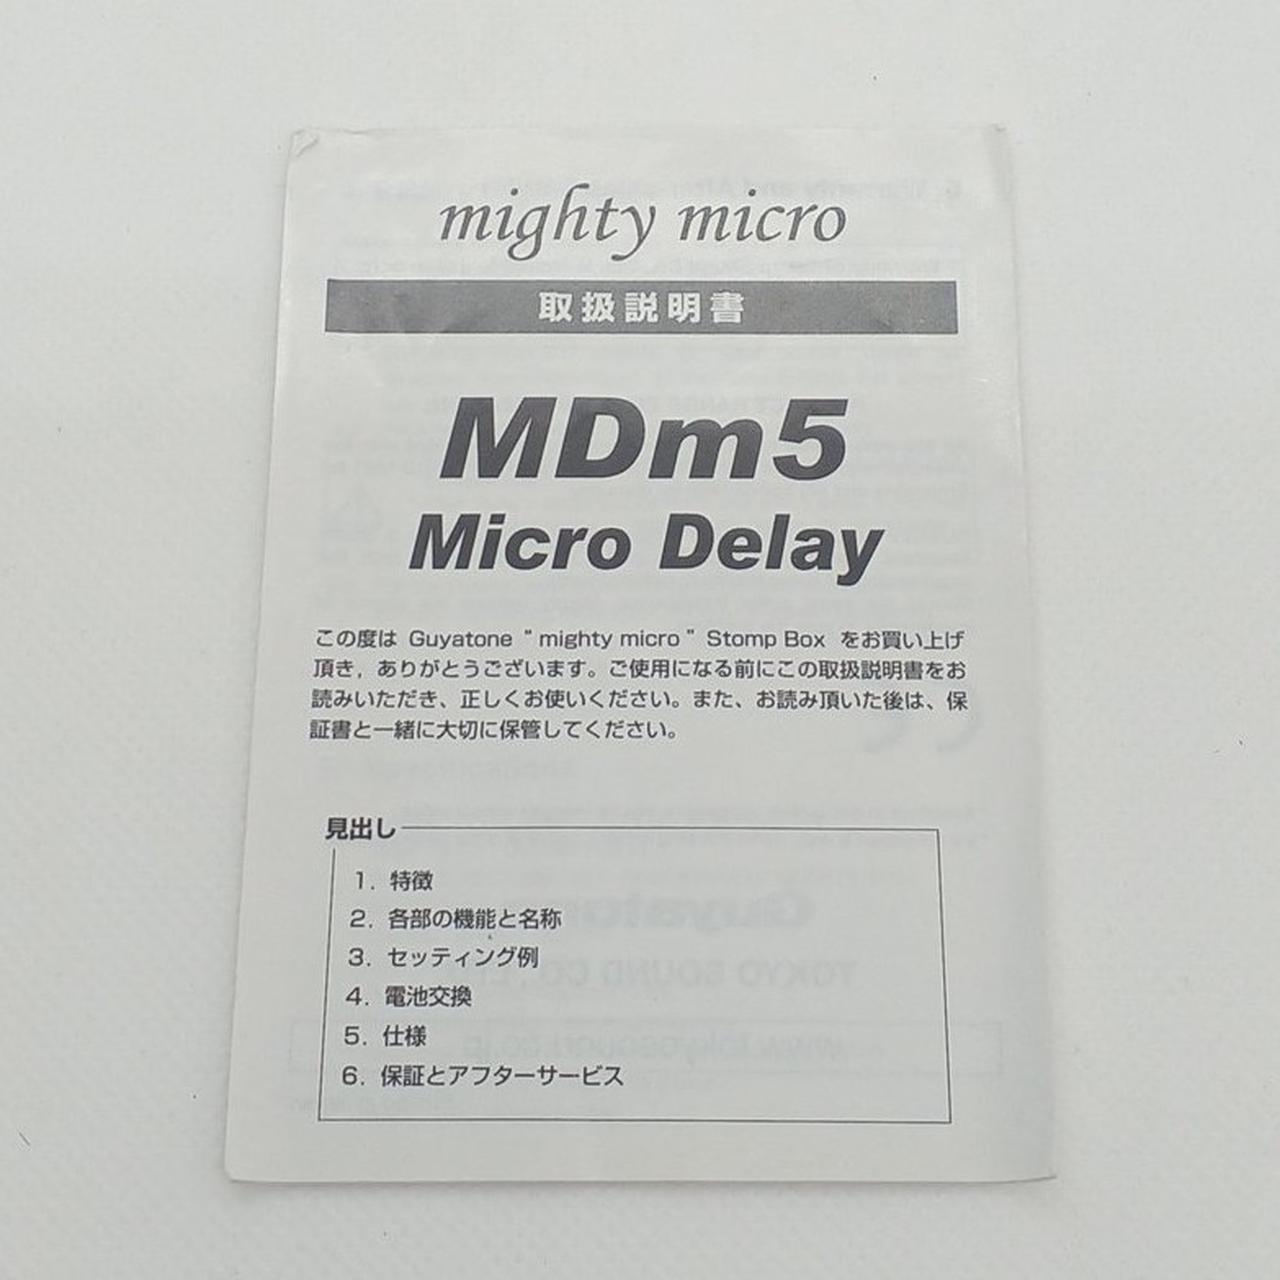 mighty micro
取扱説明書
MDm5
Micro Delay
この度は Guyatone “ mighty micro ” Stomp Box をお買い上げ
頂き，ありがとうございます。ご使用になる前にこの取扱説明書をお
読みいただき、正しくお使いください。また、お読み頂いた後は、保
証書と一緒に大切に保管してください。
見出し
1. 特徴
2. 各部の機能と名称
3. セッティング例
4. 電池交換
5. 仕様
6. 保証とアフターサービス